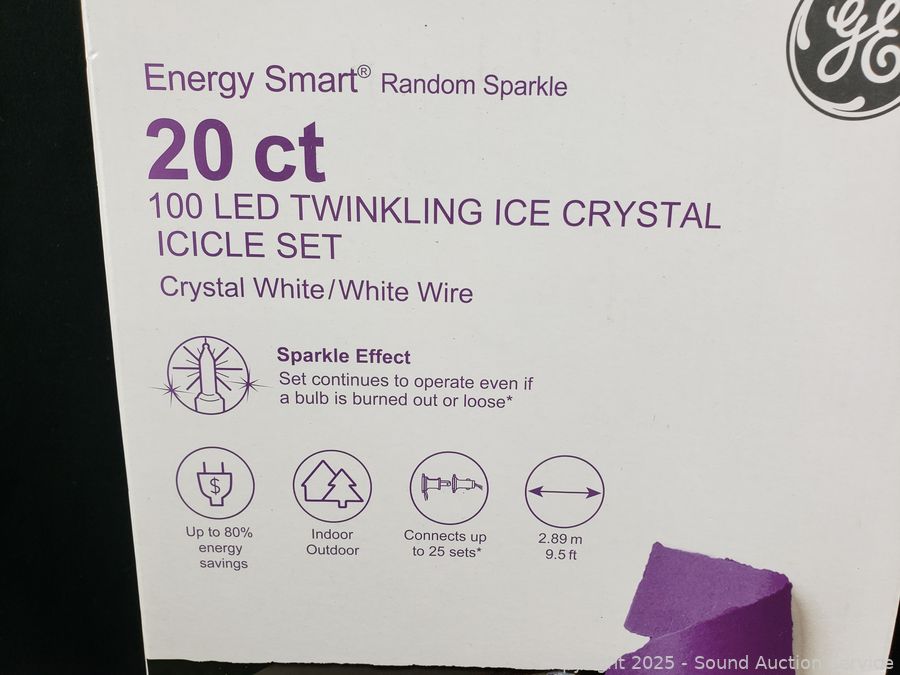 GE
Energy Smart® Random Sparkle
20 ct
100 LED TWINKLING ICE CRYSTAL
ICICLE SET
Crystal White/White Wire
Sparkle Effect
Set continues to operate even if
a bulb is burned out or loose*
$
Up to 80%
energy
savings
Indoor
Outdoor
Connects up
to 25 sets*
2.89 m
9.5 ft
Copyright 2025 - Sound Auction Service